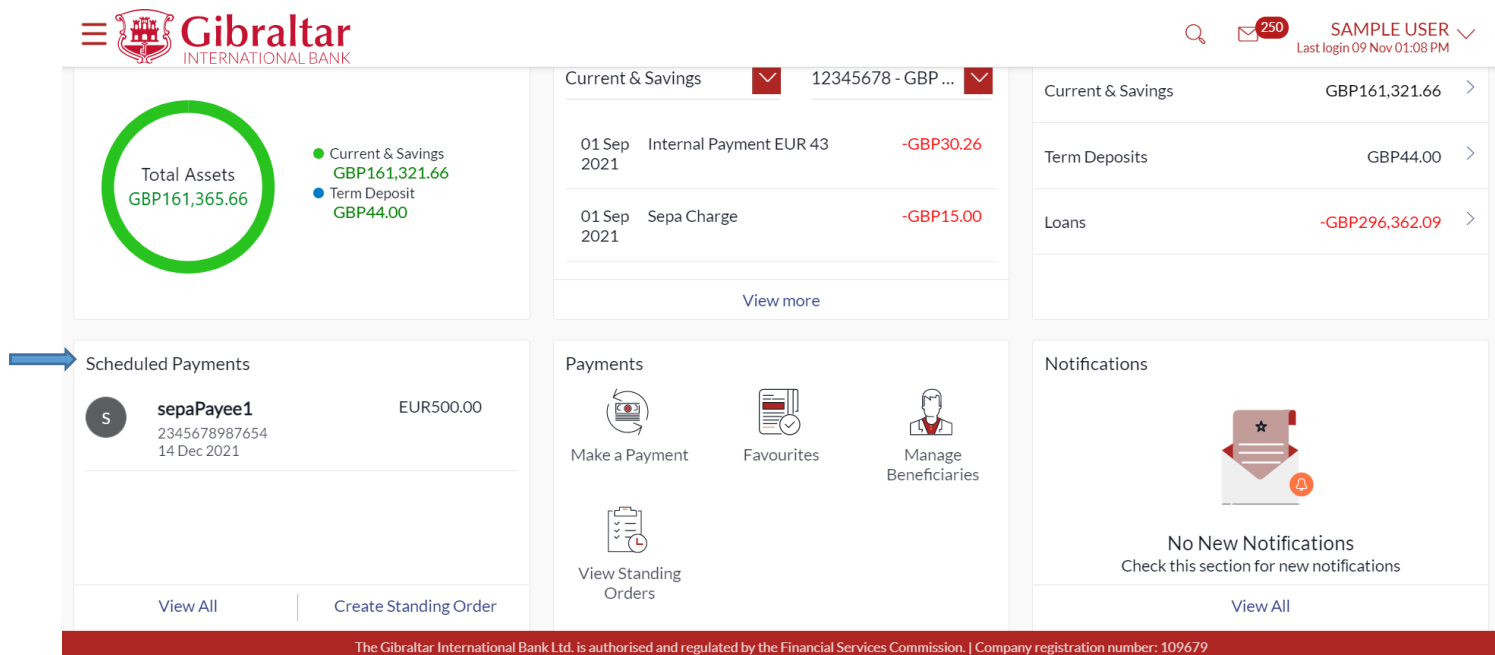 Gibraltar
INTERNATIONAL BANK
250
SAMPLE USER
Last login 09 Nov 01:08 PM
Total Assets
GBP161,365.66
Current & Savings
GBP161,321.66
Term Deposit
GBP44.00
Current & Savings
12345678 - GBP ...
01 Sep 2021 Internal Payment EUR 43 -GBP30.26
01 Sep 2021 Sepa Charge -GBP15.00
View more
Current & Savings GBP161,321.66
Term Deposits GBP44.00
Loans -GBP296,362.09
Scheduled Payments
S
sepaPayee1 EUR500.00
2345678987654
14 Dec 2021
View All
Create Standing Order
Payments
Make a Payment
Favourites
Manage
Beneficiaries
View Standing
Orders
Notifications
No New Notifications
Check this section for new notifications
View All
The Gibraltar International Bank Ltd. is authorised and regulated by the Financial Services Commission. | Company registration number: 109679